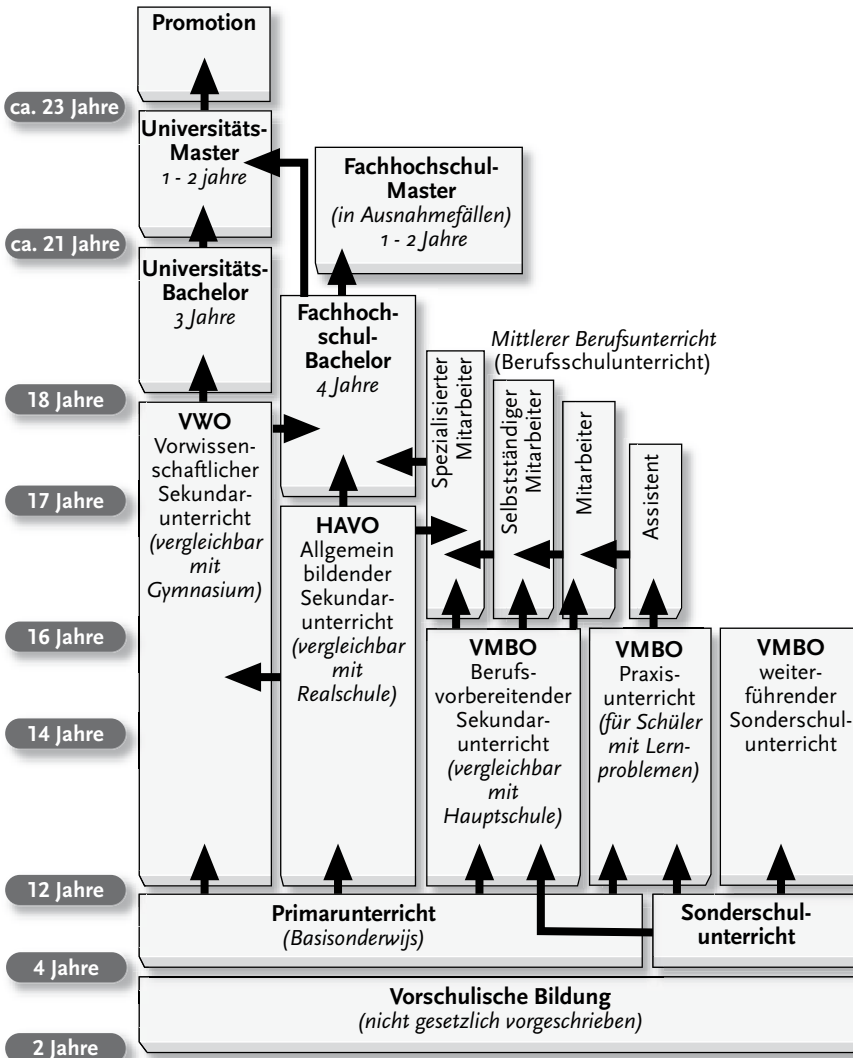 Promotion
ca. 23 Jahre
Universitäts-
Master
1 - 2 jahre
Fachhochschul-
Master
(in Ausnahmefällen)
1 - 2 Jahre
ca. 21 Jahre
Universitäts-
Bachelor
3 Jahre
Fachhoch-
schul-
Bachelor
4 Jahre
Mittlerer Berufsunterricht
(Berufsschulunterricht)
Spezialisierter
Mitarbeiter
Selbstständiger
Mitarbeiter
Mitarbeiter
Assistent
18 Jahre
VWO
Vorwissen-
schaftlicher
Sekundar-
unterricht
(vergleichbar
mit
Gymnasium)
17 Jahre
HAVO
Allgemein
bildender
Sekundar-
unterricht
(vergleichbar
mit
Realschule)
16 Jahre
VMBO
Berufs-
vorbereitender
Sekundar-
unterricht
(vergleichbar
mit
Hauptschule)
VMBO
Praxis-
unterricht
(für Schüler
mit Lern-
problemen)
VMBO
weiter-
führender
Sonderschul-
unterricht
14 Jahre
12 Jahre
Primarunterricht
(Basisonderwijs)
Sonderschul-
unterricht
4 Jahre
Vorschulische Bildung
(nicht gesetzlich vorgeschrieben)
2 Jahre